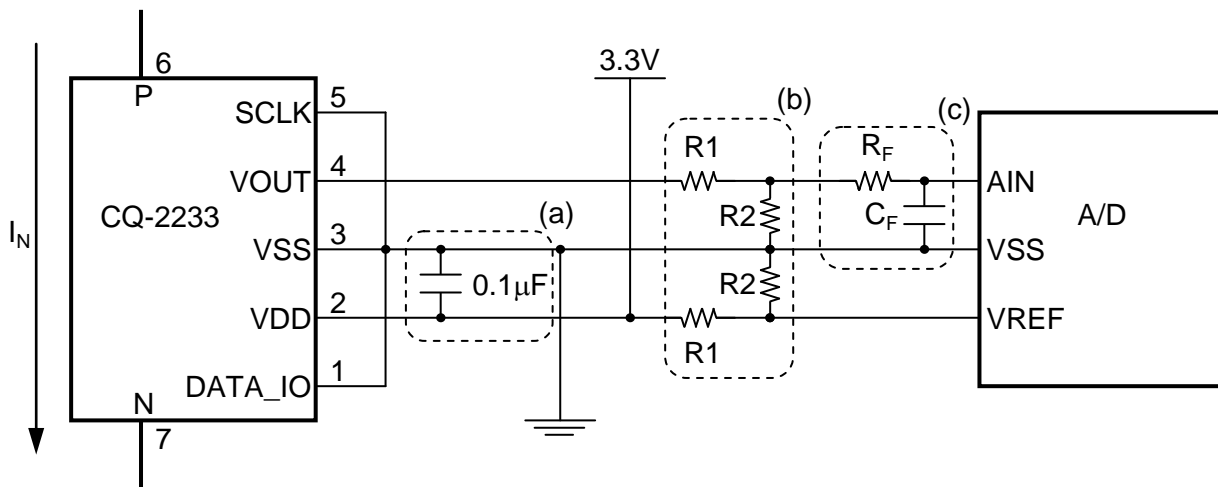 6
P
3.3V
(b)
(c)
SCLK
5
R1
RF
VOUT
4
AIN
CQ-2233
R2
CF
A/D
IN
(a)
VSS
3
VSS
0.1μF
R2
VDD
2
VREF
R1
DATA_IO
1
N
7